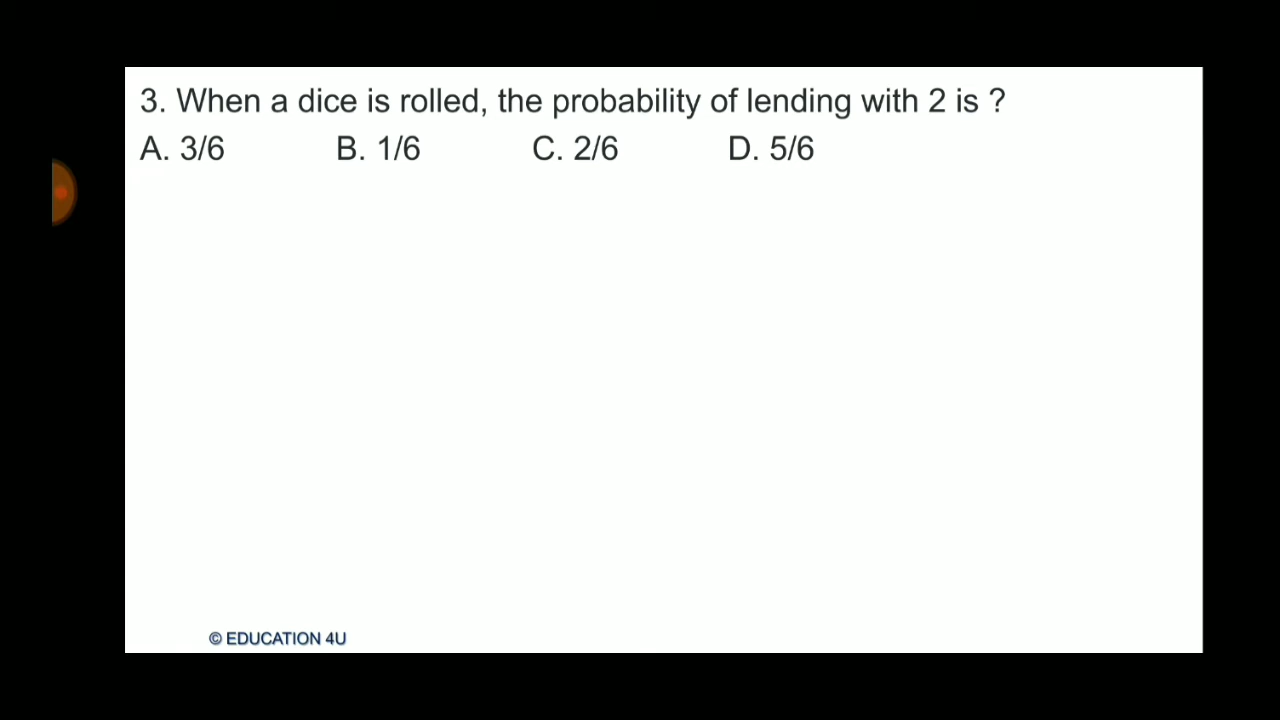 3. When a dice is rolled, the probability of lending with 2 is ?
A. 3/6 B. 1/6 C. 2/6 D. 5/6
© EDUCATION 4U